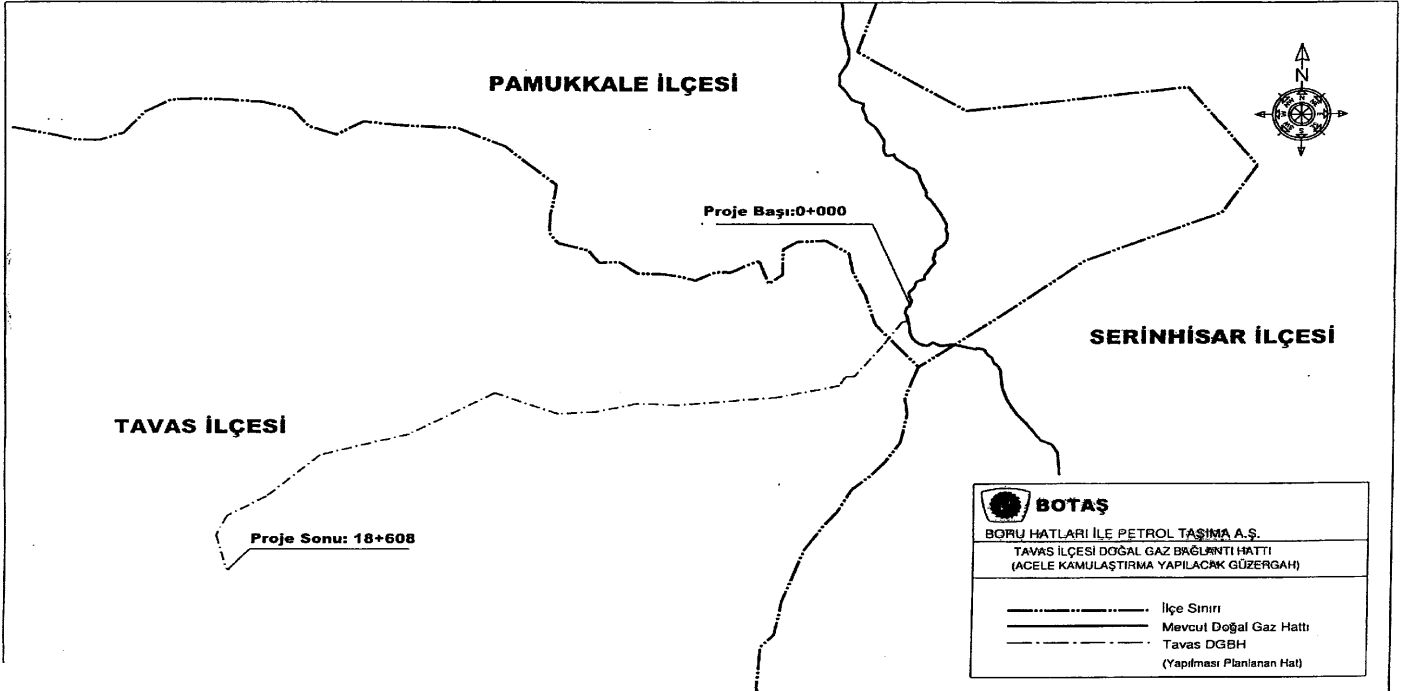 PAMUKKALE İLÇESİ
N
Proje Başı:0+000
SERİNHİSAR İLÇESİ
TAVAS İLÇESİ
Proje Sonu: 18+608
BOTAŞ
BORU HATLARI İLE PETROL TAŞIMA A.Ş.
TAVAS İLÇESİ DOĞAL GAZ BAĞLANTI HATTI
(ACELE KAMULAŞTIRMA YAPILACAK GÜZERGAH)
İlçe Sınırı
Mevcut Doğal Gaz Hattı
Tavas DGBH
(Yapılması Planlanan Hat)